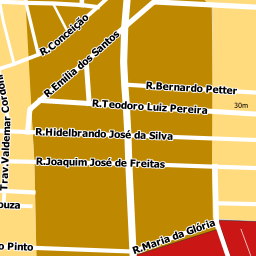 R.Conceição
R.Emilia dos Santos
R.Bernardo Petter
30m
R.Teodoro Luiz Pereira
R.Hidelbrando José da Silva
Trav.Valdemar Cordoni
R.Joaquim José de Freitas
ouza
R.Maria da Glória
o Pinto